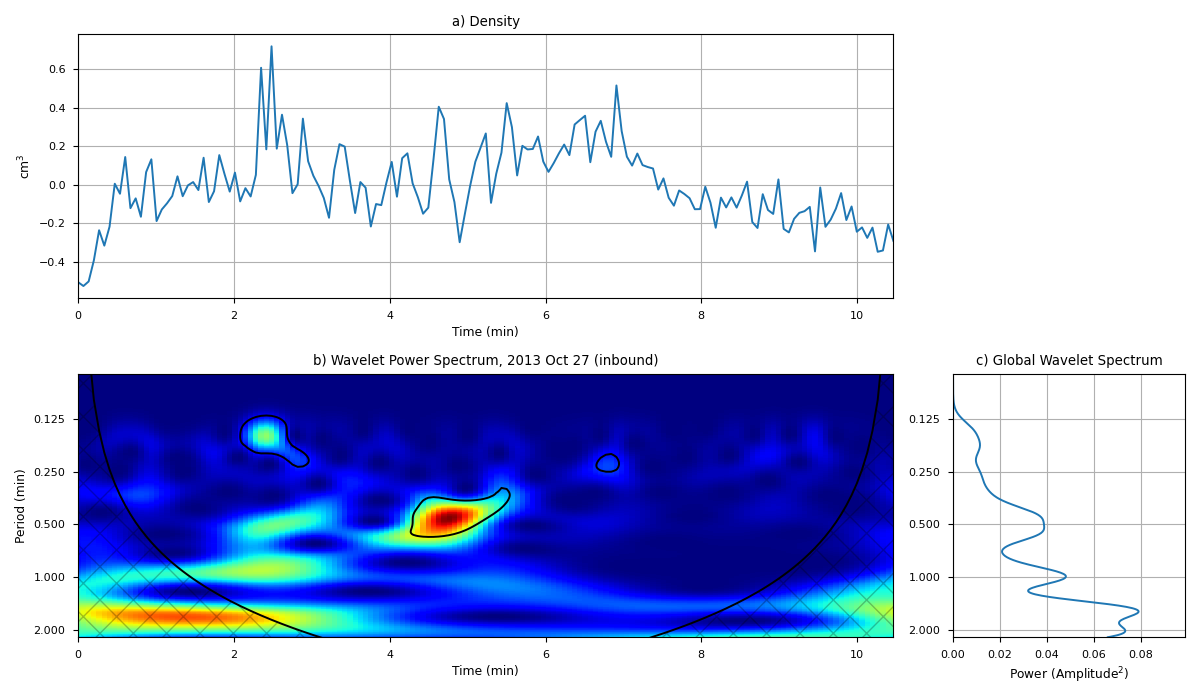 a) Density
cm³
0.6
0.4
0.2
0.0
−0.2
−0.4
0 2 4 6 8 10
Time (min)
b) Wavelet Power Spectrum, 2013 Oct 27 (inbound)
Period (min)
0.125
0.250
0.500
1.000
2.000
0 2 4 6 8 10
Time (min)
c) Global Wavelet Spectrum
0.125
0.250
0.500
1.000
2.000
0.00 0.02 0.04 0.06 0.08
Power (Amplitude²)